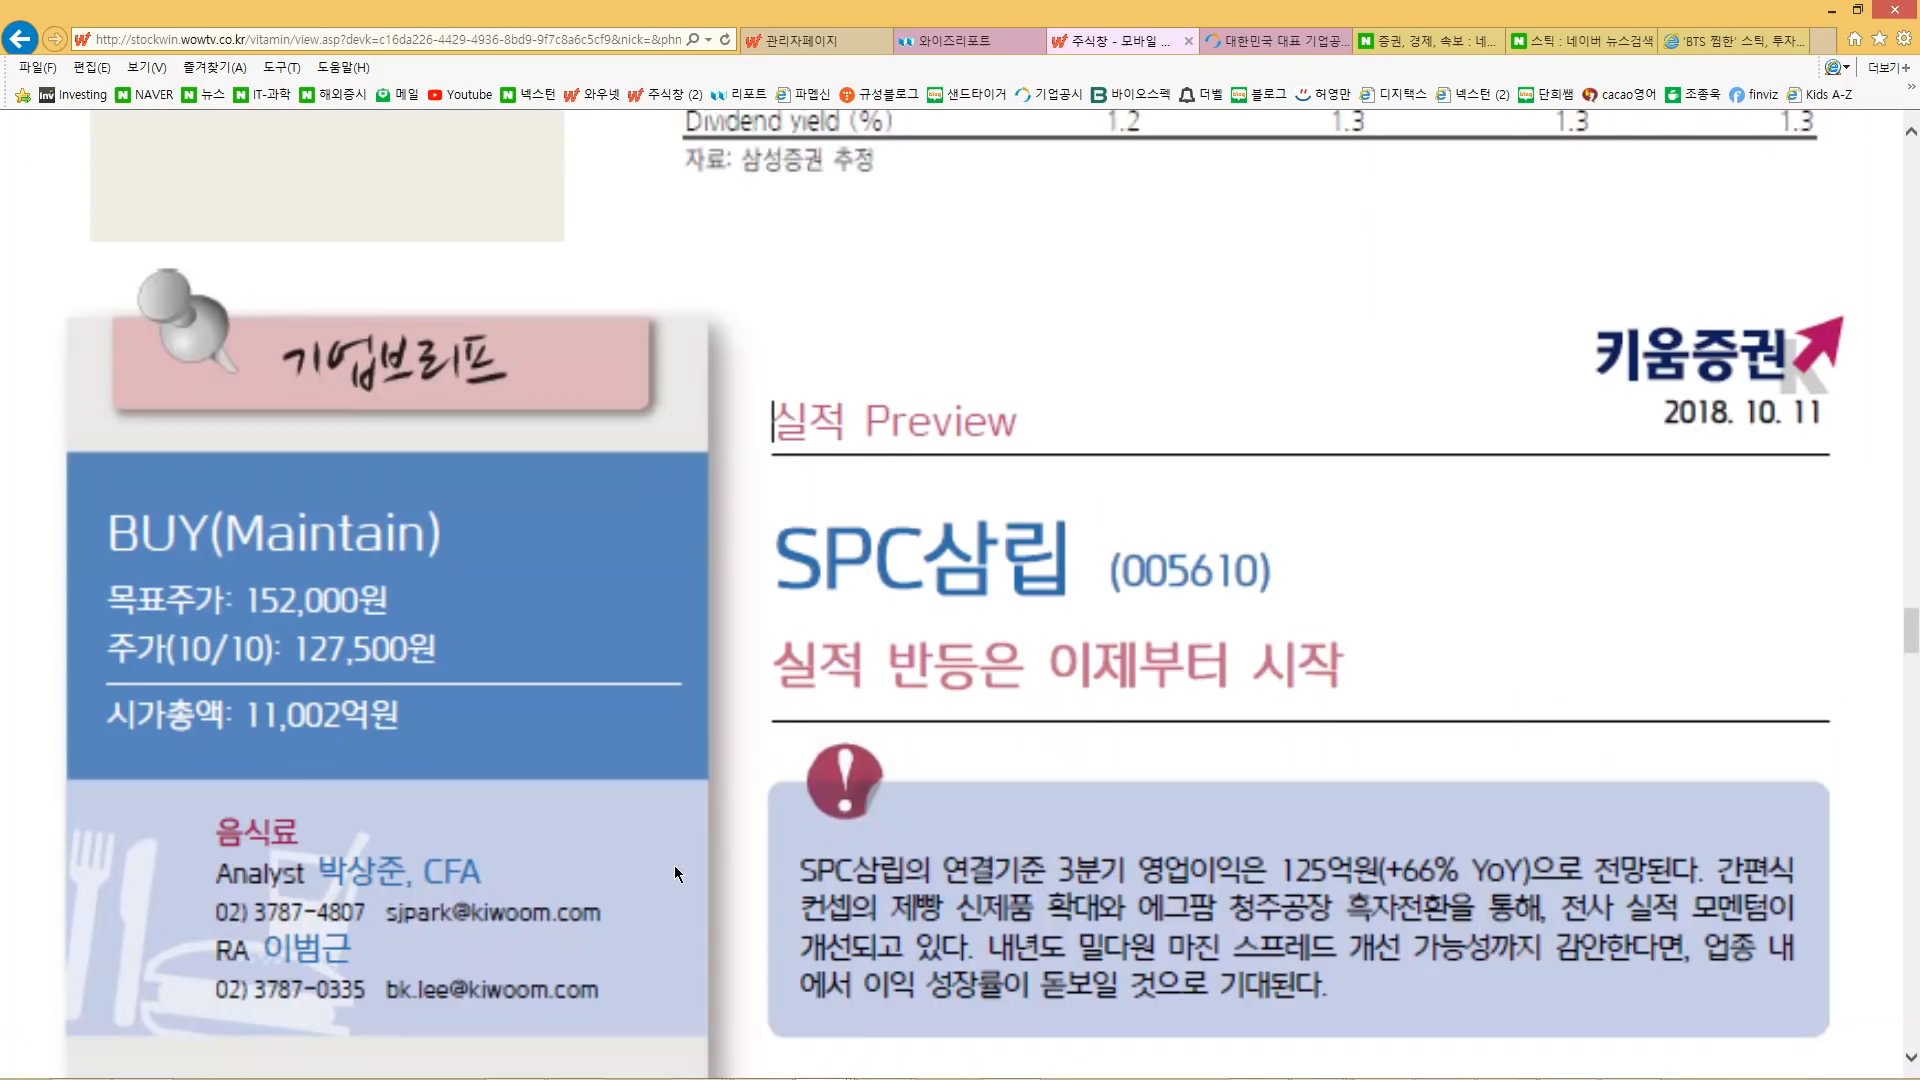 http://stockwin.wowtv.co.kr/vitamin/view.asp?devk=c16da226-4429-4936-8bd9-9f7c8a6c5cf9&nick=&phn
관리자페이지
와이즈리포트
주식창 - 모바일 ...
대한민국 대표 기업공...
증권, 경제, 속보 : 네...
스틱 : 네이버 뉴스검색
'BTS 찜한' 스틱, 투자...
파일(F) 편집(E) 보기(V) 즐겨찾기(A) 도구(T) 도움말(H) 더보기
Investing NAVER 뉴스 IT-과학 해외증시 메일 Youtube 넥스턴 와우넷 주식창 (2) 리포트 파멥신 규성블로그 샌드타이거 기업공시 바이오스펙 더벨 블로그 허영만 디지택스 넥스턴 (2) 단희쌤 cacao영어 조종욱 finviz Kids A-Z
Dividend yield (%) 1.2 1.3 1.3 1.3
자료: 삼성증권 추정
기업브리프
키움증권
2018. 10. 11
실적 Preview
BUY(Maintain)
목표주가: 152,000원
주가(10/10): 127,500원
시가총액: 11,002억원
SPC삼립 (005610)
실적 반등은 이제부터 시작
음식료
Analyst 박상준, CFA
02) 3787-4807 sjpark@kiwoom.com
RA 이범근
02) 3787-0335 bk.lee@kiwoom.com
SPC삼립의 연결기준 3분기 영업이익은 125억원(+66% YoY)으로 전망된다. 간편식
컨셉의 제빵 신제품 확대와 에그팜 청주공장 흑자전환을 통해, 전사 실적 모멘텀이
개선되고 있다. 내년도 밀다원 마진 스프레드 개선 가능성까지 감안한다면, 업종 내
에서 이익 성장률이 돋보일 것으로 기대된다.